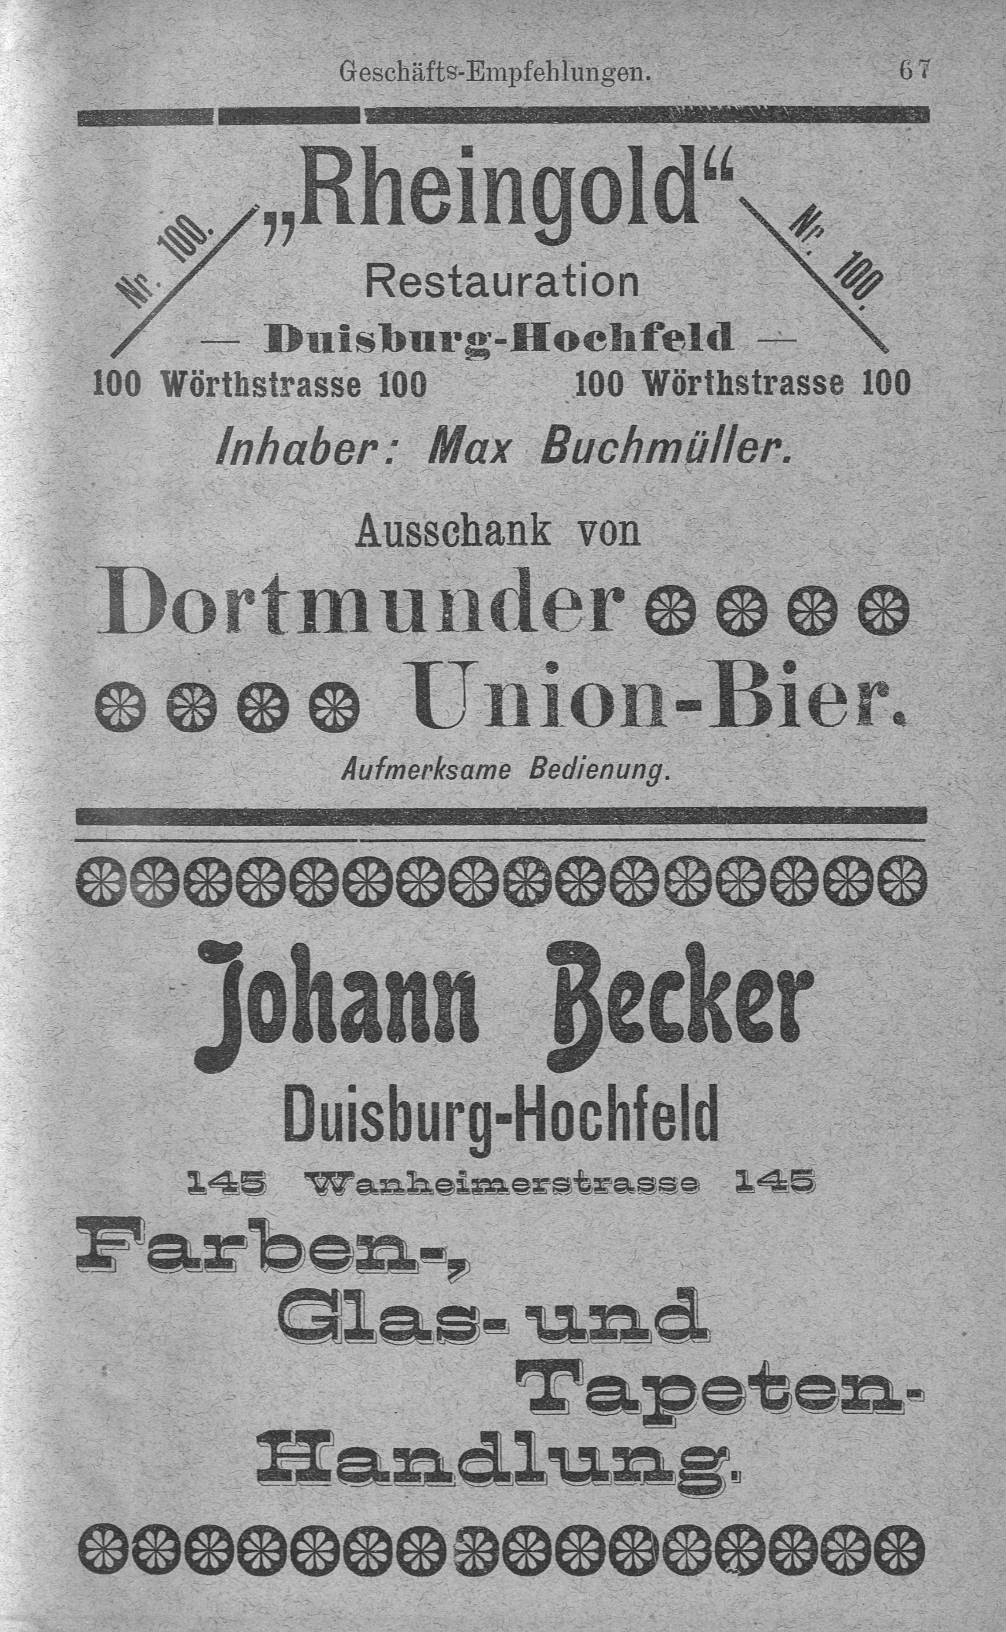 Geschäfts-Empfehlungen. 67
„Rheingold“
Nr. 100. Nr. 100.
Restauration
— Duisburg-Hochfeld —
100 Wörthstrasse 100 100 Wörthstrasse 100
Inhaber: Max Buchmüller.
Ausschank von
Dortmunder
Union-Bier.
Aufmerksame Bedienung.
Johann Becker
Duisburg-Hochfeld
145 Wanheimerstrasse 145
Farben-,
Glas- und
Tapeten-
Handlung.